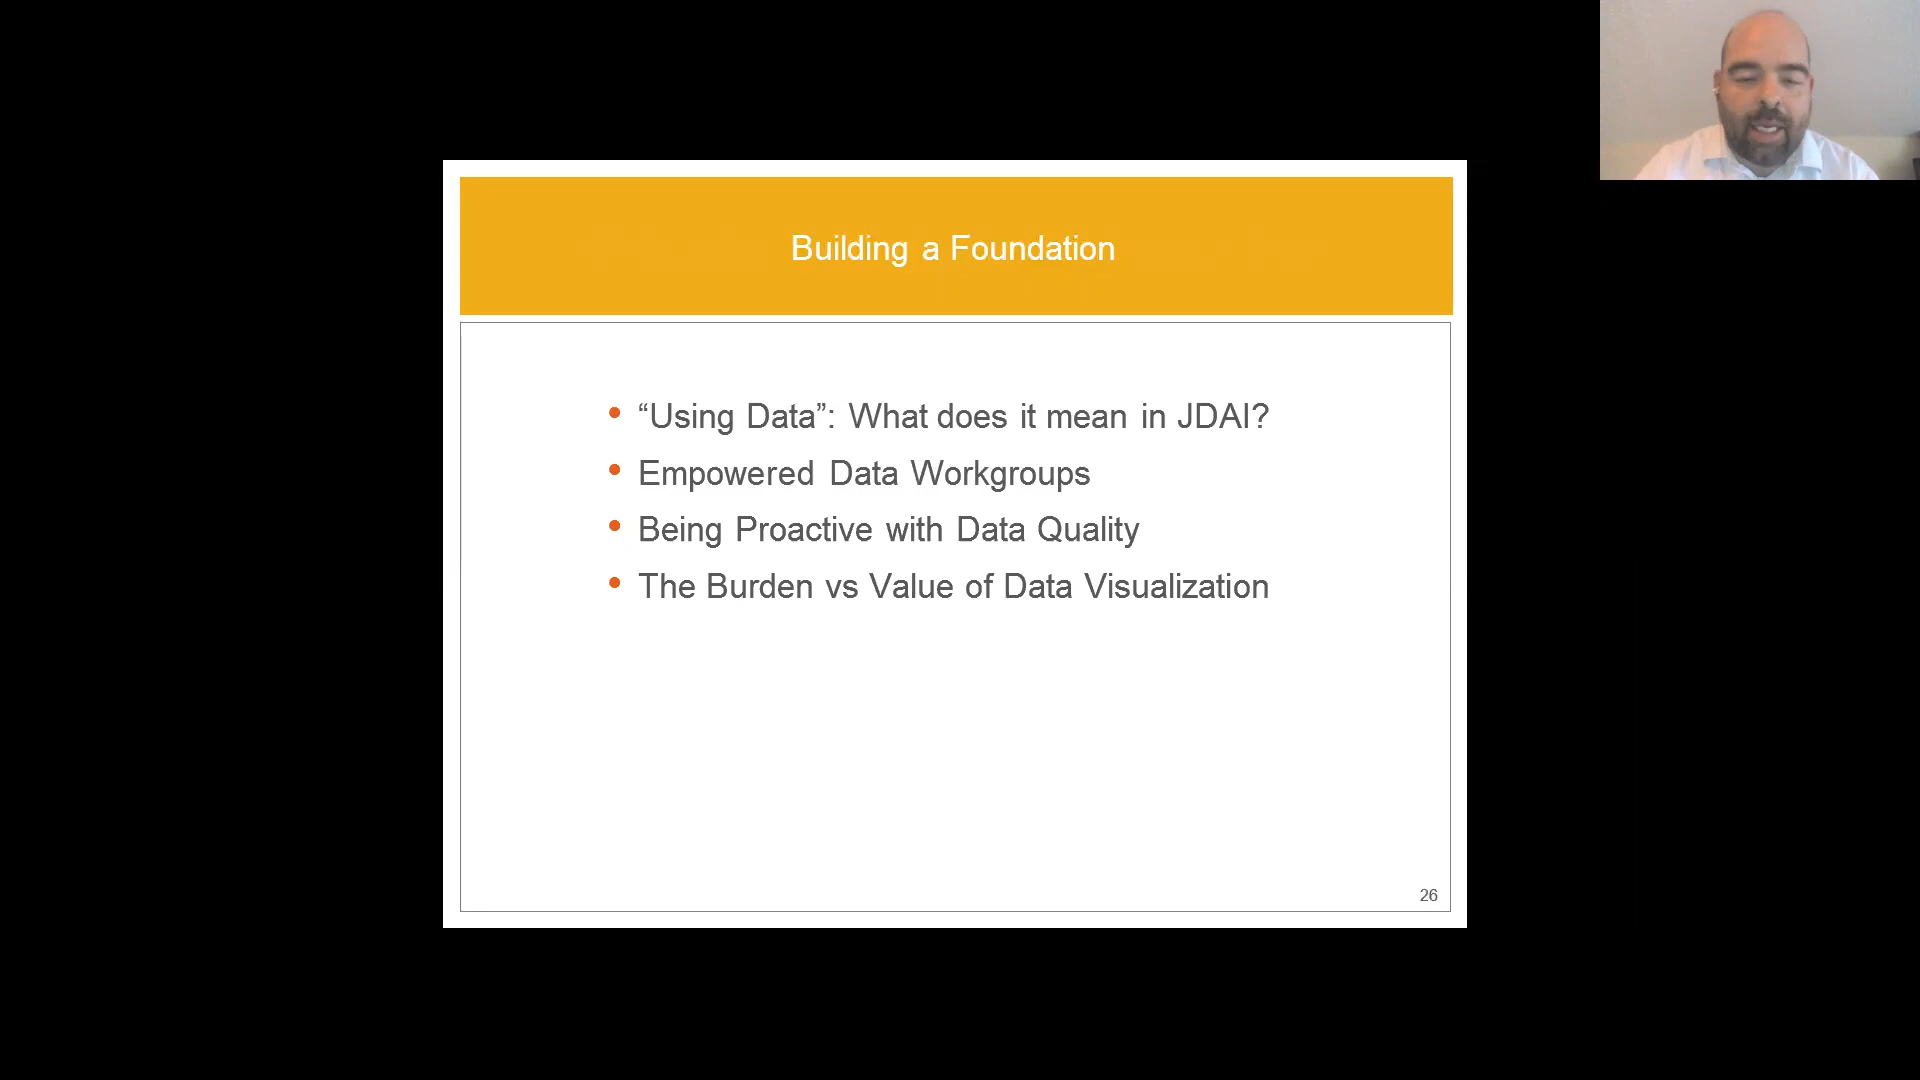 Building a Foundation
• “Using Data”: What does it mean in JDAI?
• Empowered Data Workgroups
• Being Proactive with Data Quality
• The Burden vs Value of Data Visualization
26